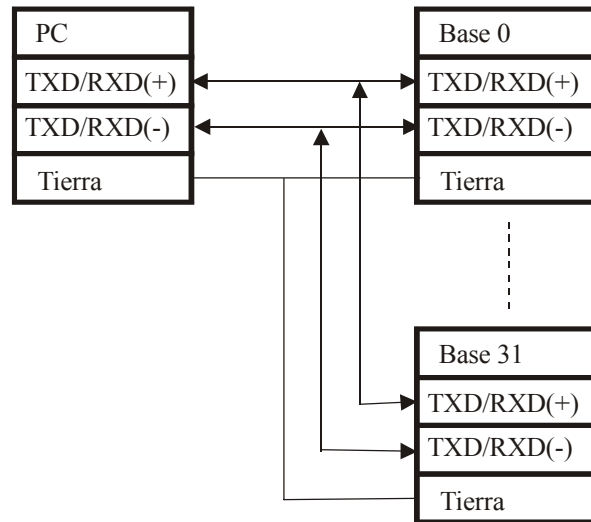 PC
TXD/RXD(+)
TXD/RXD(-)
Tierra
Base 0
TXD/RXD(+)
TXD/RXD(-)
Tierra
Base 31
TXD/RXD(+)
TXD/RXD(-)
Tierra